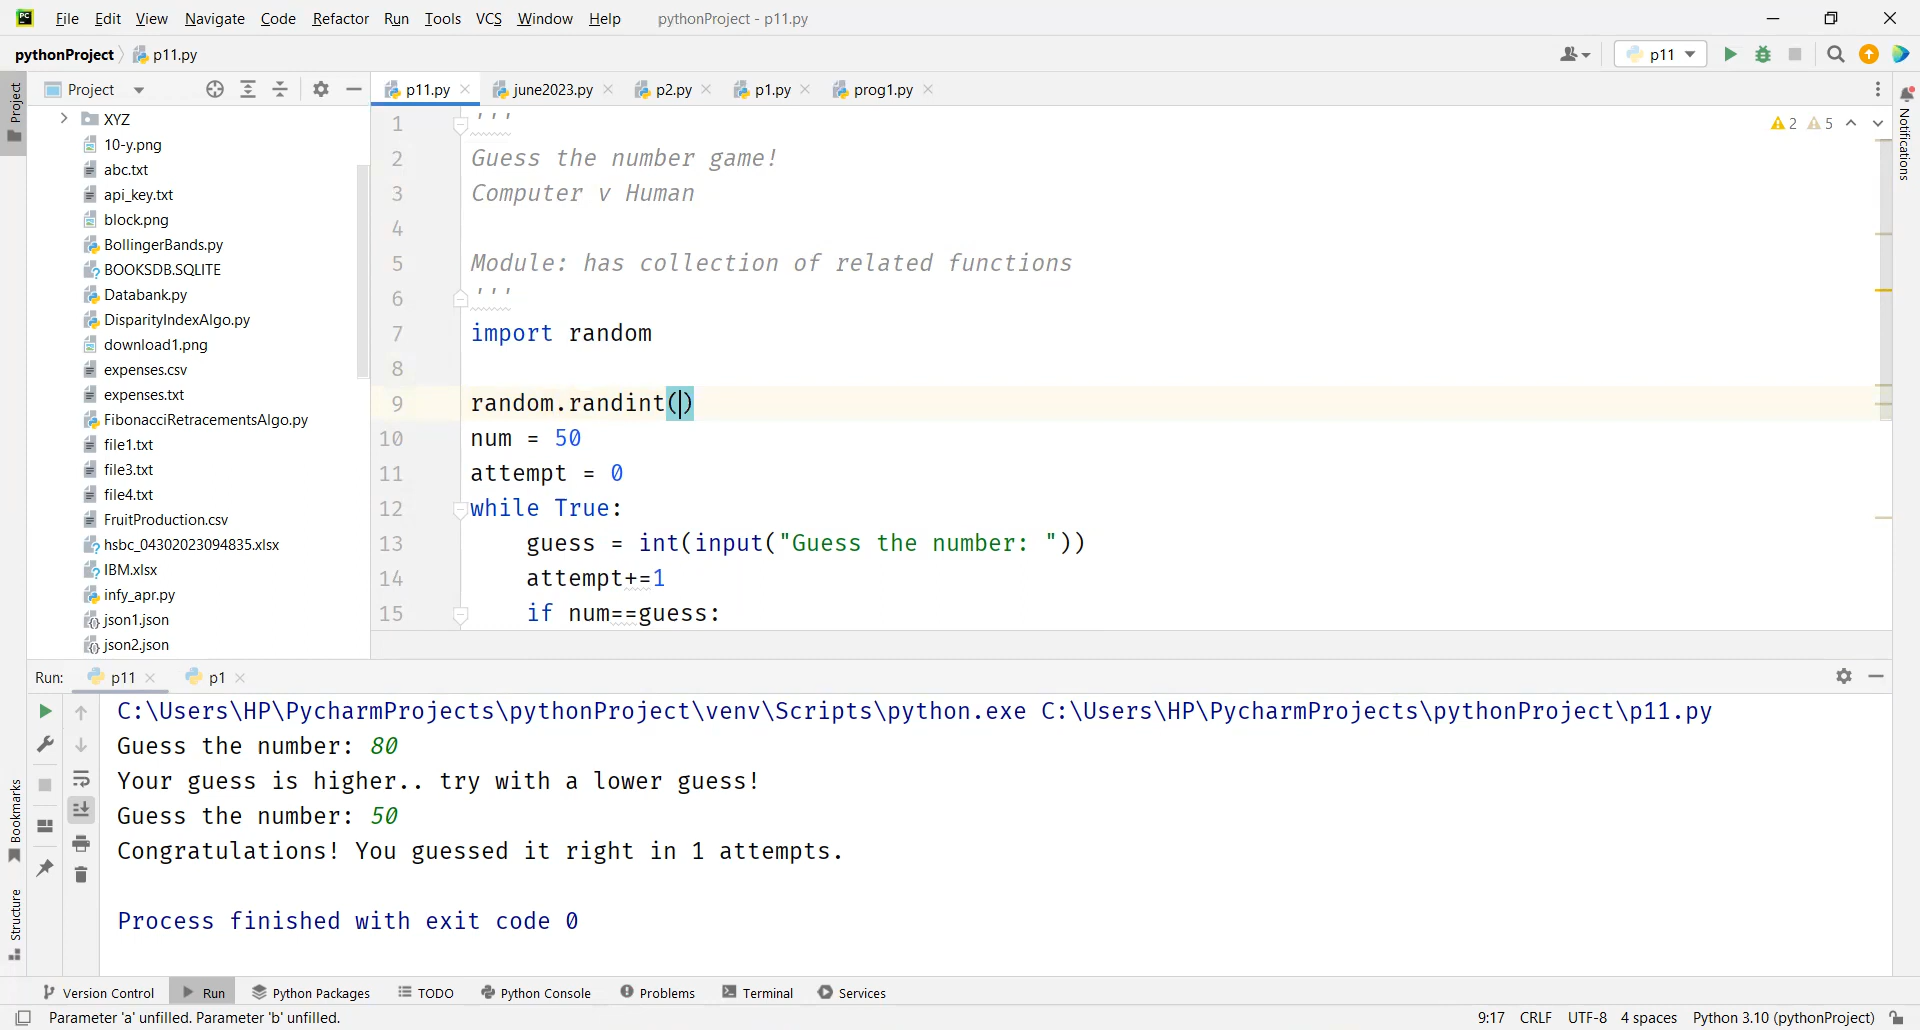 File Edit View Navigate Code Refactor Run Tools VCS Window Help pythonProject - p11.py
pythonProject p11.py p11
Project p11.py june2023.py p2.py p1.py prog1.py
Project
Notifications
2 5
XYZ
10-y.png
abc.txt
api_key.txt
block.png
BollingerBands.py
BOOKSDB.SQLITE
Databank.py
DisparityIndexAlgo.py
download1.png
expenses.csv
expenses.txt
FibonacciRetracementsAlgo.py
file1.txt
file3.txt
file4.txt
FruitProduction.csv
hsbc_04302023094835.xlsx
IBM.xlsx
infy_apr.py
json1.json
json2.json
1 '''
2 Guess the number game!
3 Computer v Human
4
5 Module: has collection of related functions
6 '''
7 import random
8
9 random.randint()
10 num = 50
11 attempt = 0
12 while True:
13 guess = int(input("Guess the number: "))
14 attempt+=1
15 if num==guess:
Run: p11 p1
C:\Users\HP\PycharmProjects\pythonProject\venv\Scripts\python.exe C:\Users\HP\PycharmProjects\pythonProject\p11.py
Guess the number: 80
Your guess is higher.. try with a lower guess!
Guess the number: 50
Congratulations! You guessed it right in 1 attempts.
Process finished with exit code 0
Bookmarks
Structure
Version Control Run Python Packages TODO Python Console Problems Terminal Services
Parameter 'a' unfilled. Parameter 'b' unfilled. 9:17 CRLF UTF-8 4 spaces Python 3.10 (pythonProject)